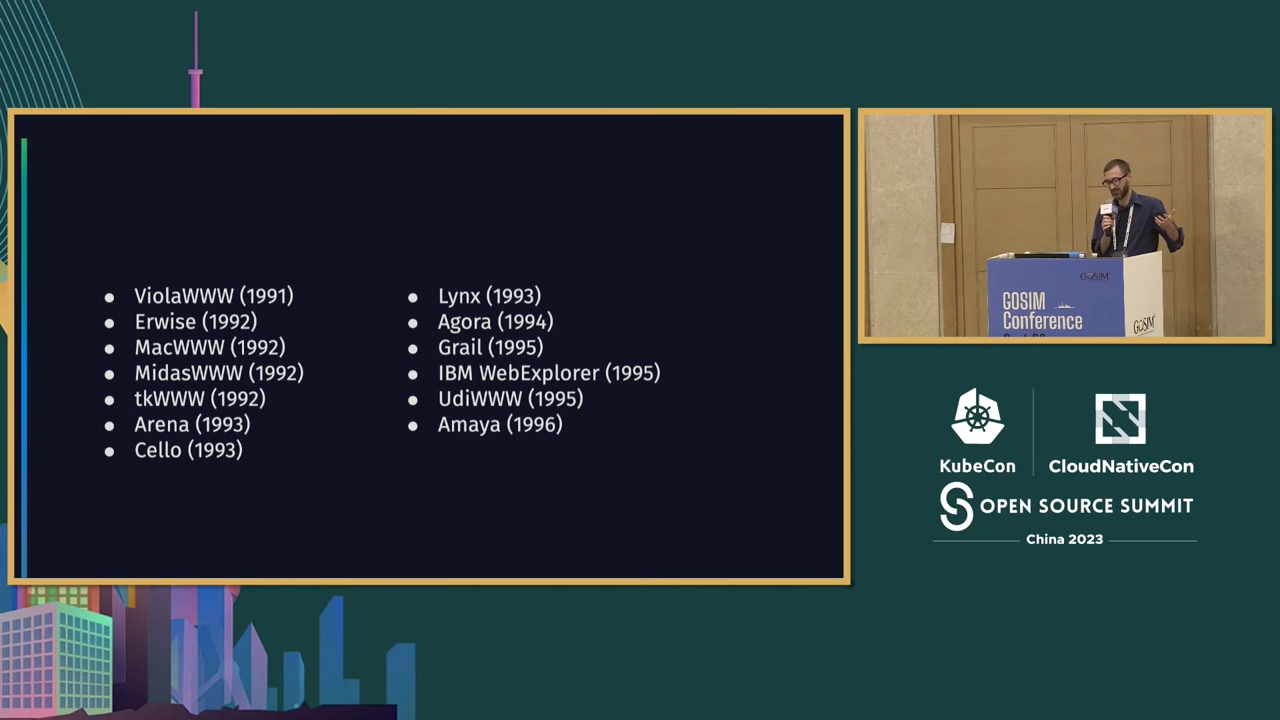 ViolaWWW (1991)
Erwise (1992)
MacWWW (1992)
MidasWWW (1992)
tkWWW (1992)
Arena (1993)
Cello (1993)
Lynx (1993)
Agora (1994)
Grail (1995)
IBM WebExplorer (1995)
UdiWWW (1995)
Amaya (1996)
GOSIM
GOSIM
Conference
GOSIM
KubeCon
CloudNativeCon
OPEN SOURCE SUMMIT
China 2023